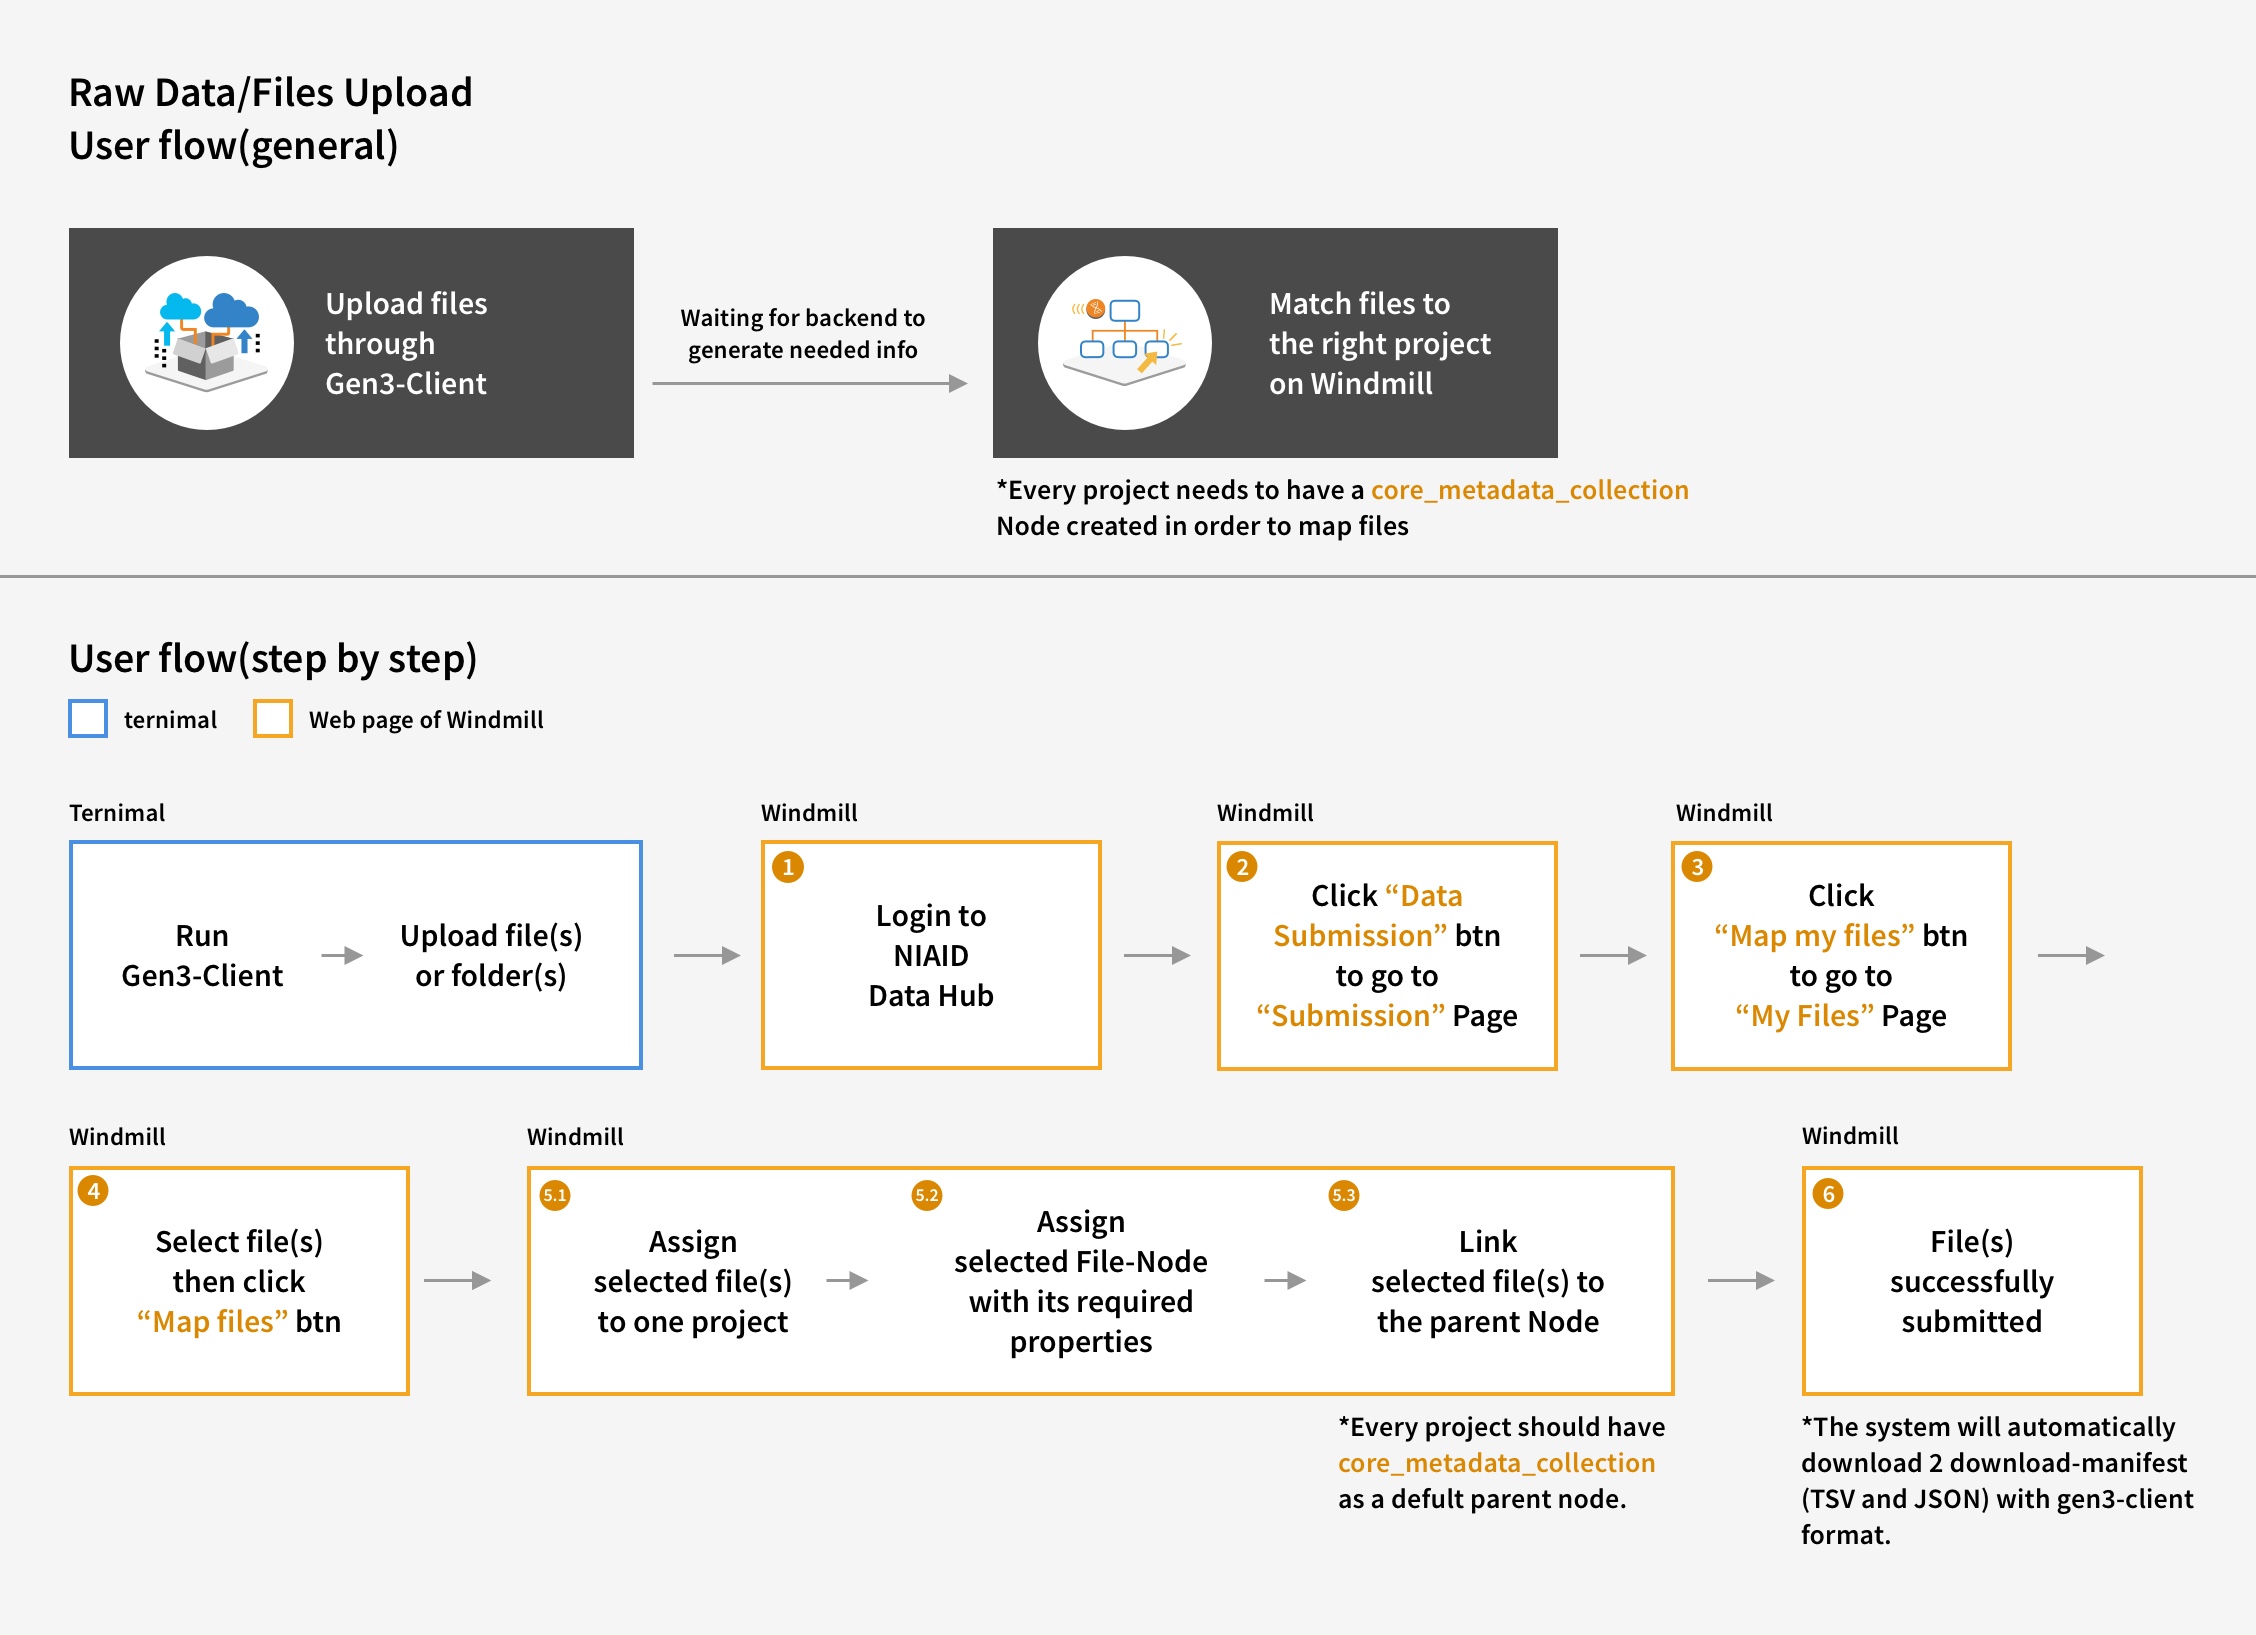 Raw Data/Files Upload
User flow(general)
Upload files
through
Gen3-Client
Waiting for backend to
generate needed info
Match files to
the right project
on Windmill
*Every project needs to have a core_metadata_collection
Node created in order to map files
User flow(step by step)
ternimal
Web page of Windmill
Ternimal
Run
Gen3-Client
Upload file(s)
or folder(s)
Windmill
1
Login to
NIAID
Data Hub
Windmill
2
Click “Data
Submission” btn
to go to
“Submission” Page
Windmill
3
Click
“Map my files” btn
to go to
“My Files” Page
Windmill
4
Select file(s)
then click
“Map files” btn
Windmill
5.1
Assign
selected file(s)
to one project
5.2
Assign
selected File-Node
with its required
properties
5.3
Link
selected file(s) to
the parent Node
*Every project should have
core_metadata_collection
as a defult parent node.
Windmill
6
File(s)
successfully
submitted
*The system will automatically
download 2 download-manifest
(TSV and JSON) with gen3-client
format.